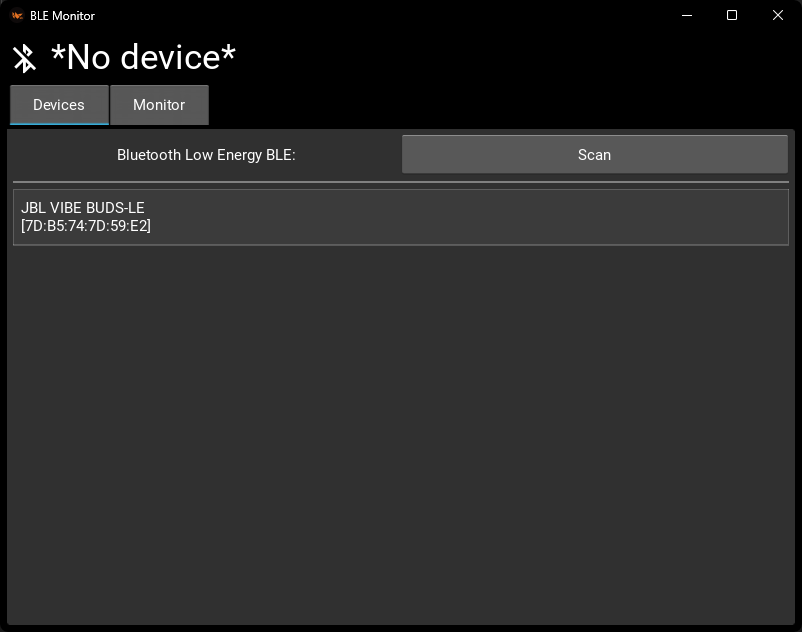 BLE Monitor
*No device*
Devices
Monitor
Bluetooth Low Energy BLE:
Scan
JBL VIBE BUDS-LE
[7D:B5:74:7D:59:E2]